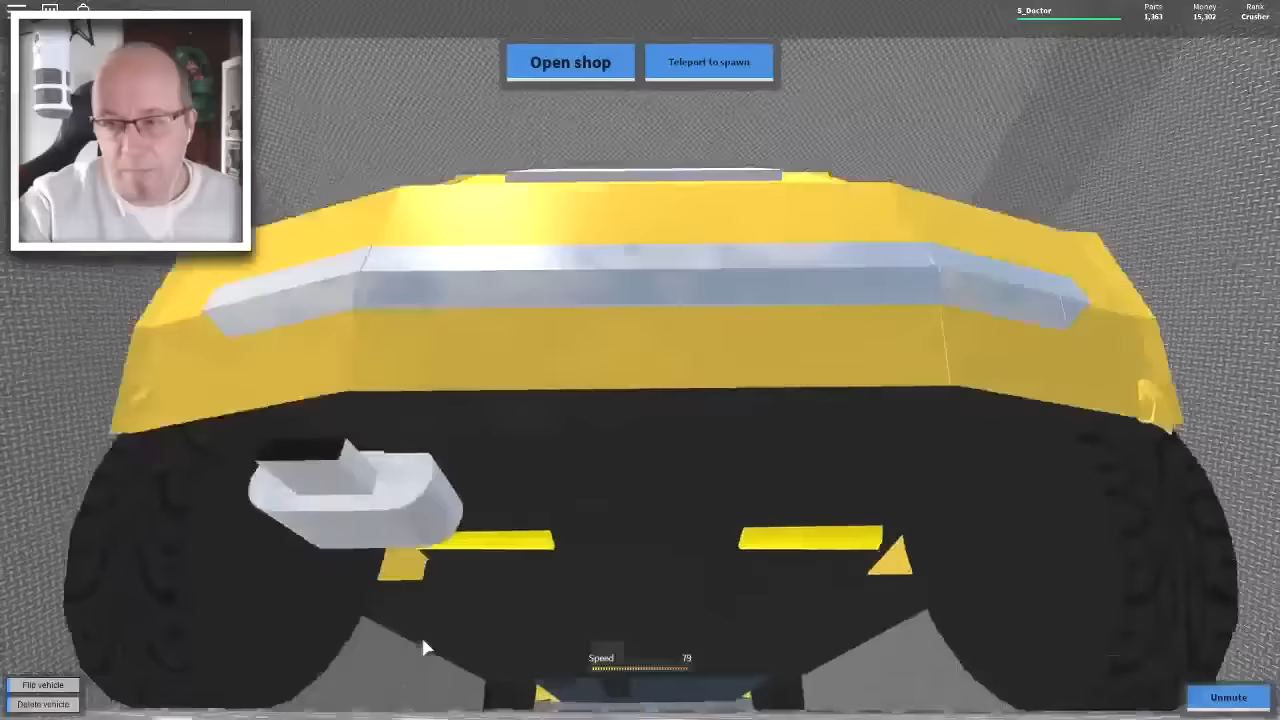 S_Doctor
Parts
1,363
Money
15,302
Rank
Crusher
Open shop
Teleport to spawn
Speed
79
Flip vehicle
Delete vehicle
Unmute